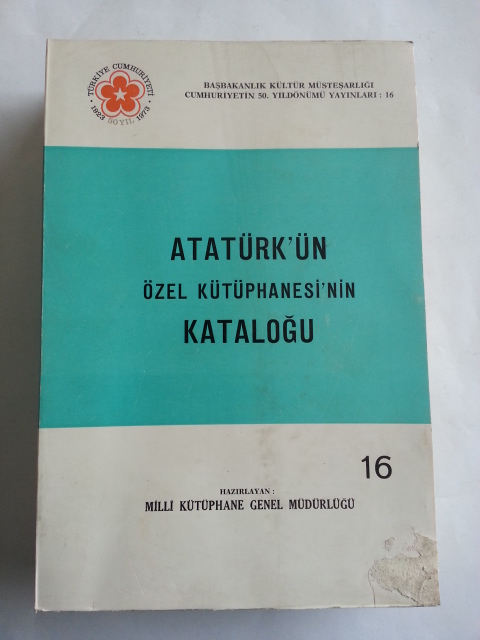 TÜRKİYE CUMHURİYETİ
1923 50 YIL 1973
BAŞBAKANLIK KÜLTÜR MÜSTEŞARLIĞI
CUMHURİYETİN 50. YILDÖNÜMÜ YAYINLARI : 16
ATATÜRK'ÜN
ÖZEL KÜTÜPHANESİ'NİN
KATALOĞU
16
HAZIRLAYAN :
MİLLİ KÜTÜPHANE GENEL MÜDÜRLÜĞÜ